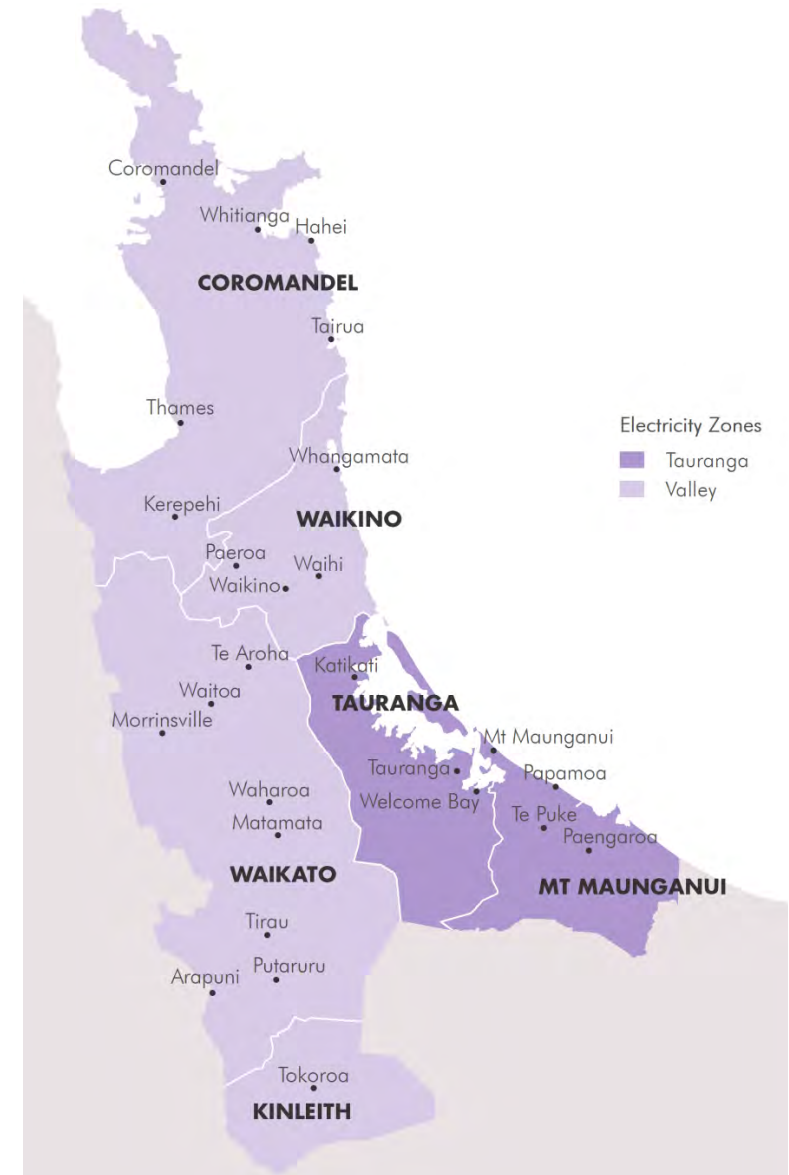 Coromandel
Whitianga
Hahei
COROMANDEL
Tairua
Thames
Electricity Zones
Tauranga
Valley
Whangamata
Kerepehi
WAIKINO
Paeroa
Waihi
Waikino
Te Aroha
Katikati
Waitoa
TAURANGA
Morrinsville
Mt Maunganui
Tauranga
Papamoa
Waharoa
Welcome Bay
Te Puke
Matamata
Paengaroa
WAIKATO
MT MAUNGANUI
Tirau
Putaruru
Arapuni
Tokoroa
KINLEITH